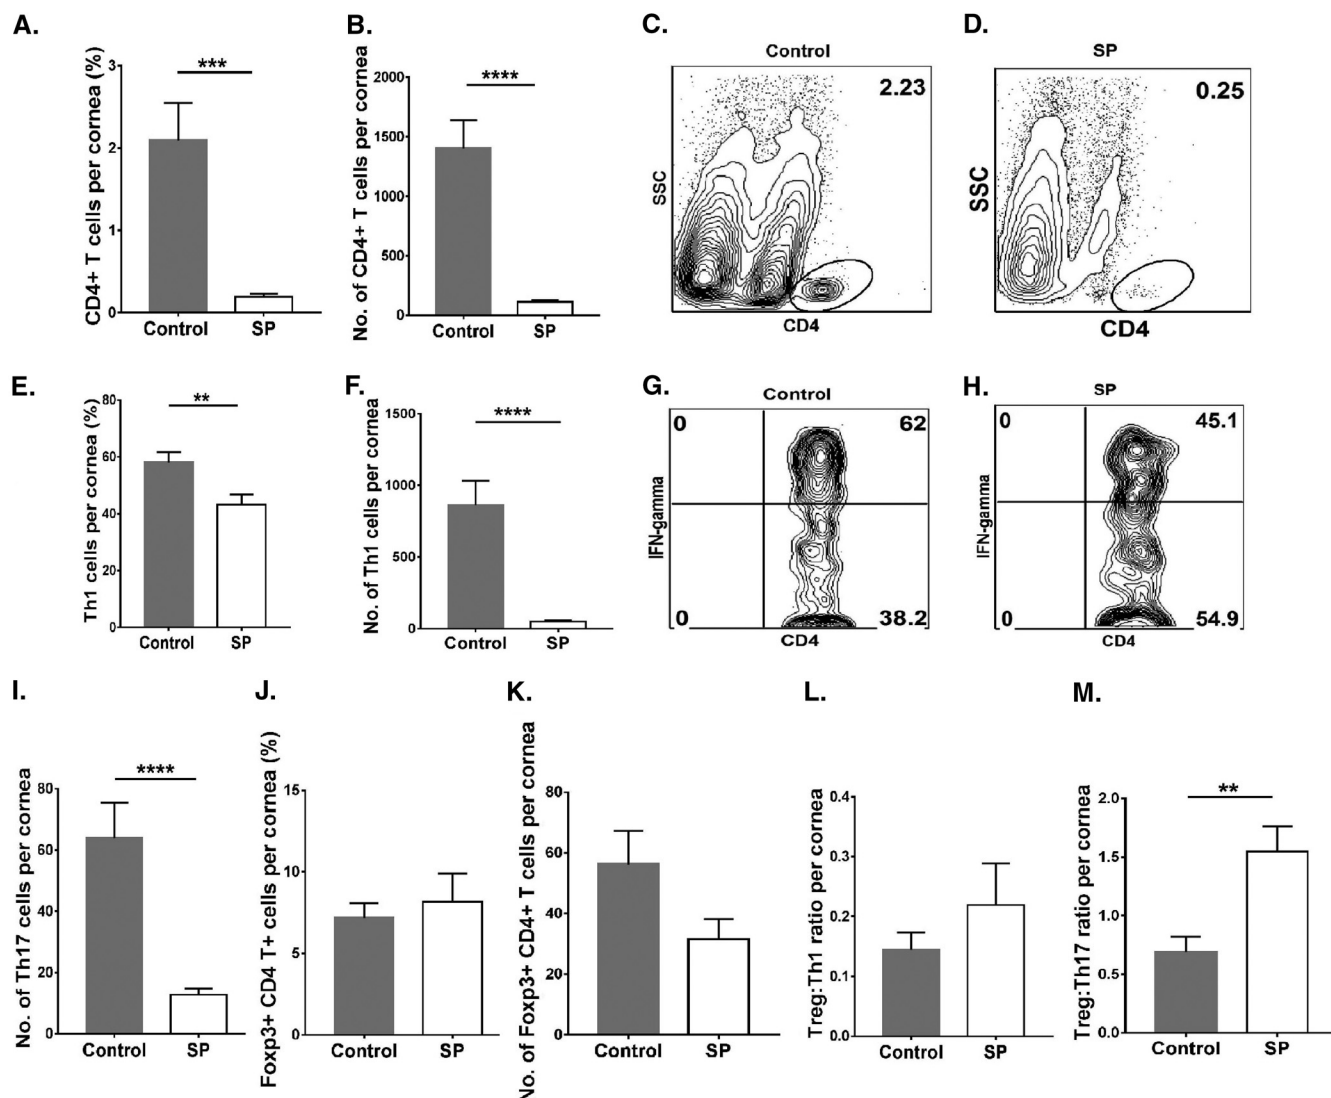 A.
CD4+ T cells per cornea (%)
3
2
1
0
***
Control SP
B.
No. of CD4+ T cells per cornea
2000
1500
1000
500
0
****
Control SP
C.
Control
2.23
SSC
CD4
D.
SP
0.25
SSC
CD4
E.
Th1 cells per cornea (%)
80
60
40
20
0
**
Control SP
F.
No. of Th1 cells per cornea
1500
1000
500
0
****
Control SP
G.
Control
0 62
IFN-gamma
0 38.2
CD4
H.
SP
0 45.1
IFN-gamma
0 54.9
CD4
I.
No. of Th17 cells per cornea
80
60
40
20
0
****
Control SP
J.
Foxp3+ CD4 T+ cells per cornea (%)
15
10
5
0
Control SP
K.
No. of Foxp3+ CD4+ T cells per cornea
80
60
40
20
0
Control SP
L.
Treg:Th1 ratio per cornea
0.4
0.3
0.2
0.1
0.0
Control SP
M.
Treg:Th17 ratio per cornea
2.0
1.5
1.0
0.5
0.0
**
Control SP